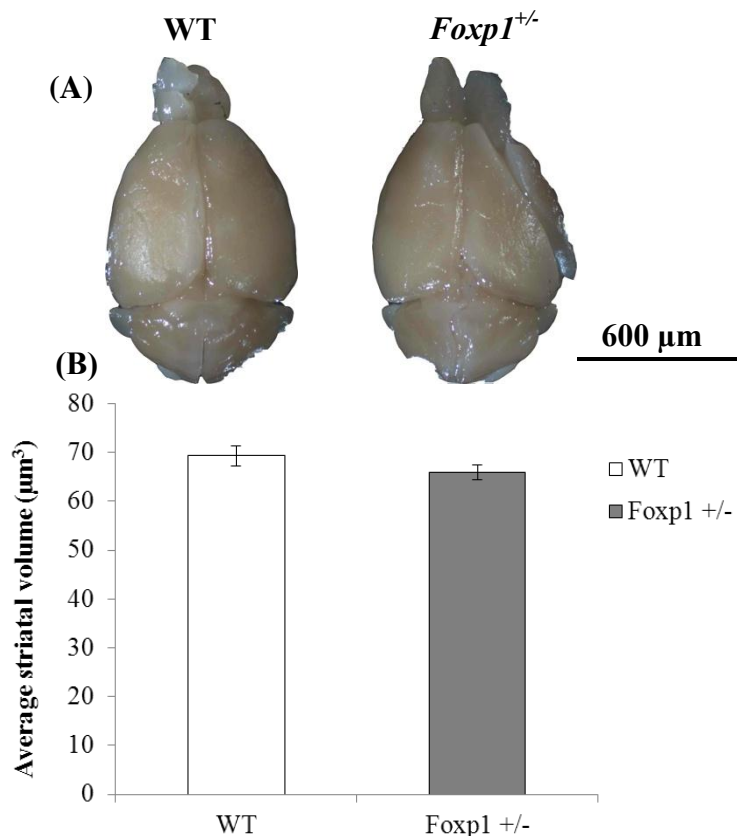 WT
Foxp1+/-
(A)
600 µm
(B)
Average striatal volume (µm³)
80
70
60
50
40
30
20
10
0
WT
Foxp1 +/-
WT
Foxp1 +/-